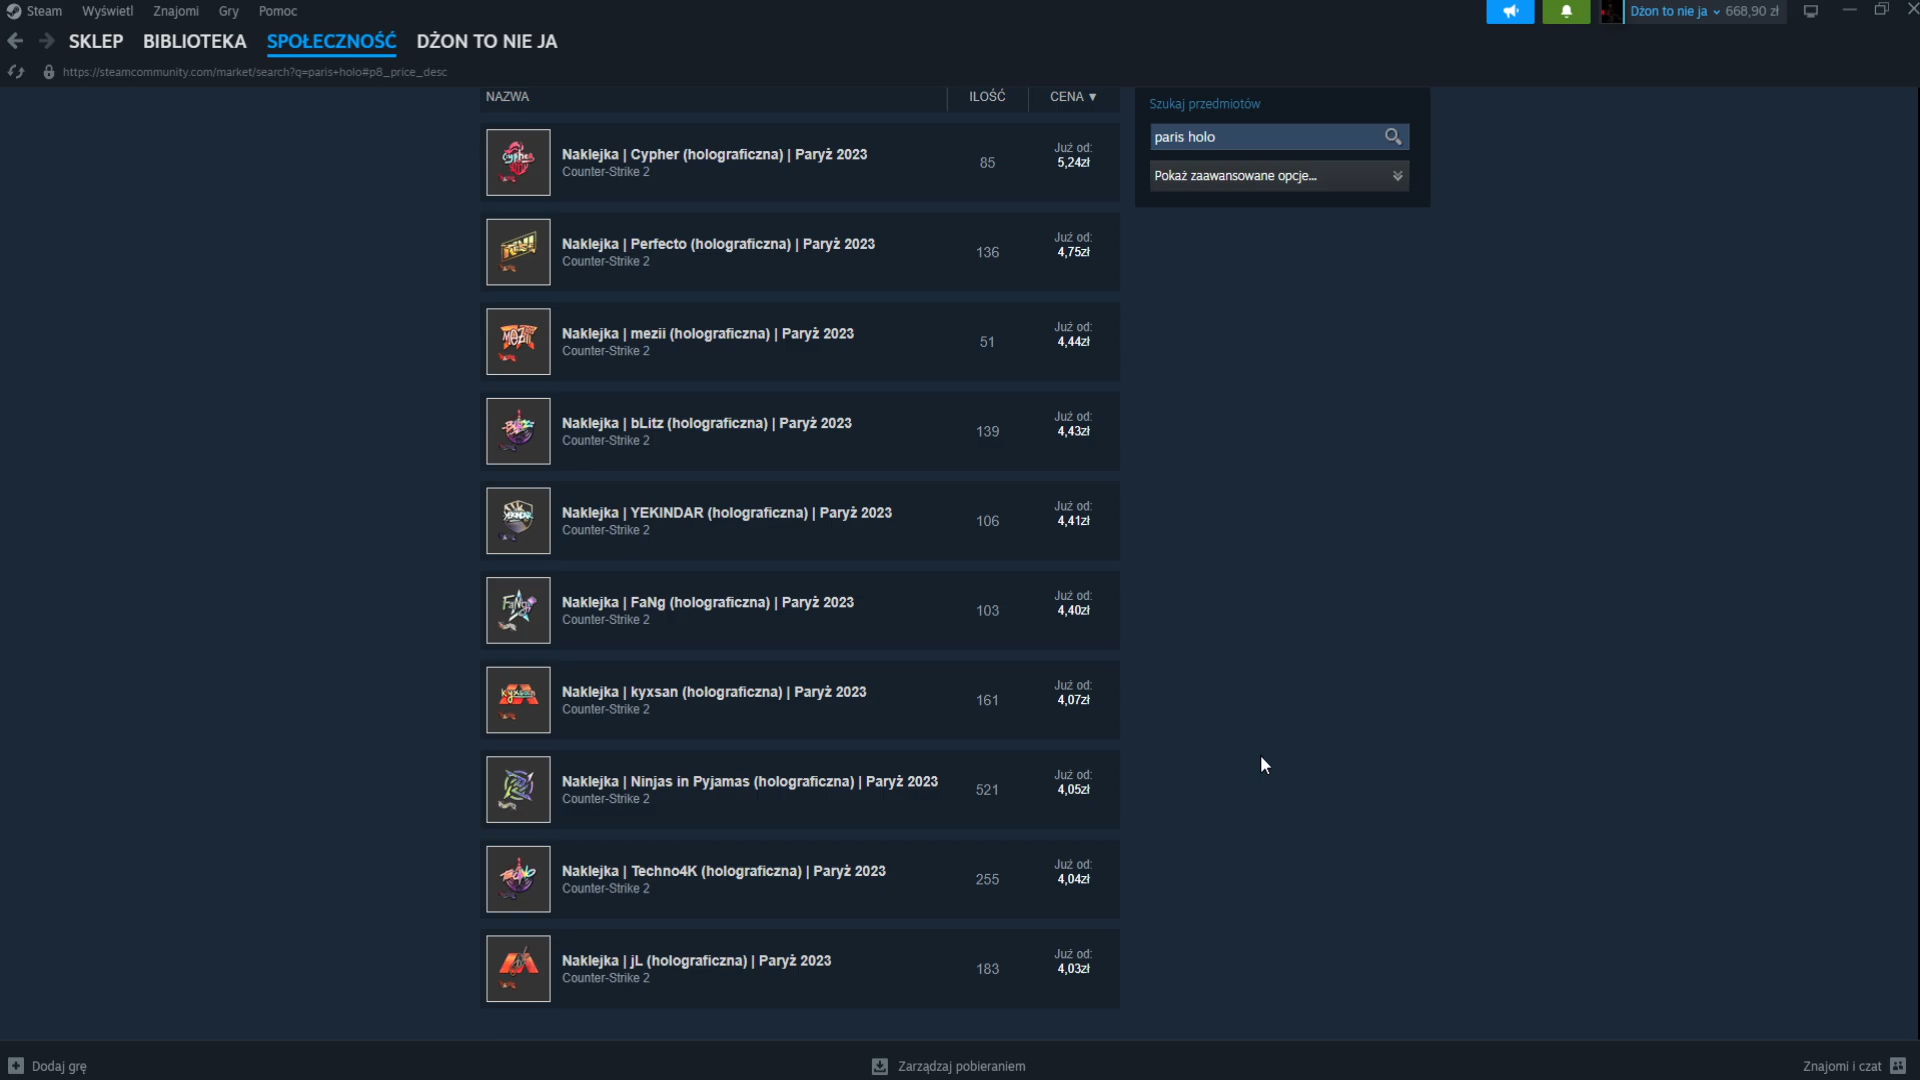 Steam Wyświetl Znajomi Gry Pomoc
Dżon to nie ja 668,90 zł
SKLEP BIBLIOTEKA SPOŁECZNOŚĆ DŻON TO NIE JA
https://steamcommunity.com/market/search?q=paris+holo#p8_price_desc
NAZWA ILOŚĆ CENA ▼
Szukaj przedmiotów
paris holo
Pokaż zaawansowane opcje...
Naklejka | Cypher (holograficzna) | Paryż 2023
Counter-Strike 2
85
Już od:
5,24zł
Naklejka | Perfecto (holograficzna) | Paryż 2023
Counter-Strike 2
136
Już od:
4,75zł
Naklejka | mezii (holograficzna) | Paryż 2023
Counter-Strike 2
51
Już od:
4,44zł
Naklejka | bLitz (holograficzna) | Paryż 2023
Counter-Strike 2
139
Już od:
4,43zł
Naklejka | YEKINDAR (holograficzna) | Paryż 2023
Counter-Strike 2
106
Już od:
4,41zł
Naklejka | FaNg (holograficzna) | Paryż 2023
Counter-Strike 2
103
Już od:
4,40zł
Naklejka | kyxsan (holograficzna) | Paryż 2023
Counter-Strike 2
161
Już od:
4,07zł
Naklejka | Ninjas in Pyjamas (holograficzna) | Paryż 2023
Counter-Strike 2
521
Już od:
4,05zł
Naklejka | Techno4K (holograficzna) | Paryż 2023
Counter-Strike 2
255
Już od:
4,04zł
Naklejka | jL (holograficzna) | Paryż 2023
Counter-Strike 2
183
Już od:
4,03zł
Dodaj grę
Zarządzaj pobieraniem
Znajomi i czat